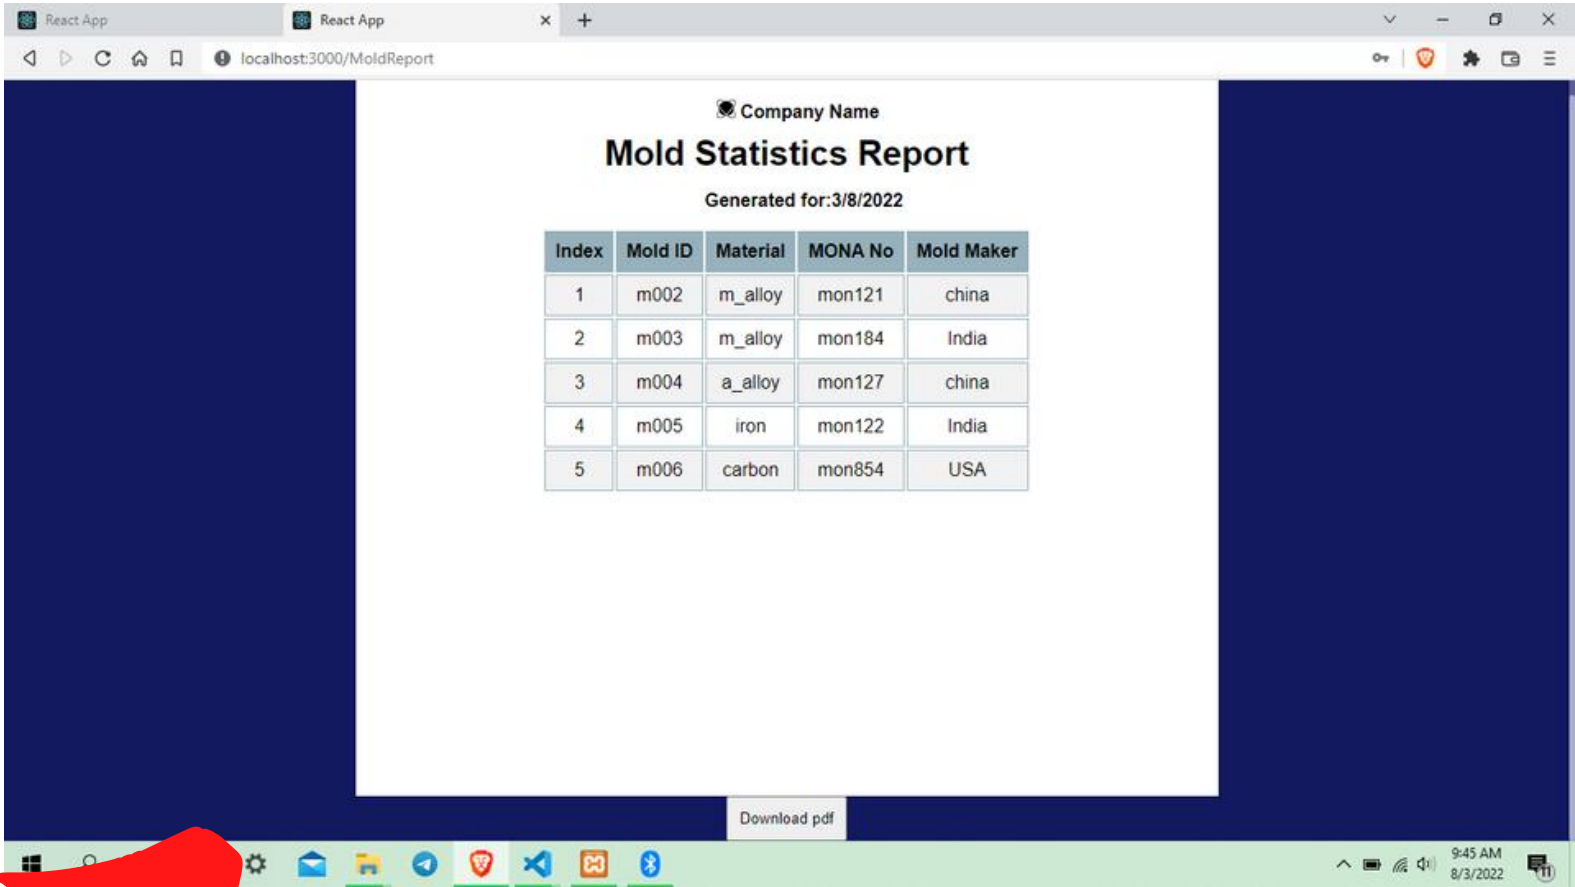 React App
React App
localhost:3000/MoldReport
Company Name
Mold Statistics Report
Generated for:3/8/2022
Index Mold ID Material MONA No Mold Maker
1 m002 m_alloy mon121 china
2 m003 m_alloy mon184 India
3 m004 a_alloy mon127 china
4 m005 iron mon122 India
5 m006 carbon mon854 USA
Download pdf
9:45 AM
8/3/2022
11